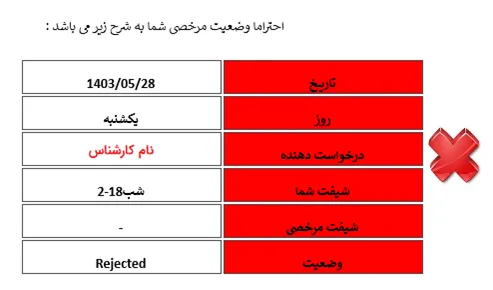 احتراما وضعیت مرخصی شما به شرح زیر می باشد :
تاریخ 1403/05/28
روز یکشنبه
درخواست دهنده نام کارشناس
شیفت شما شب18-2
شیفت مرخصی -
وضعیت Rejected